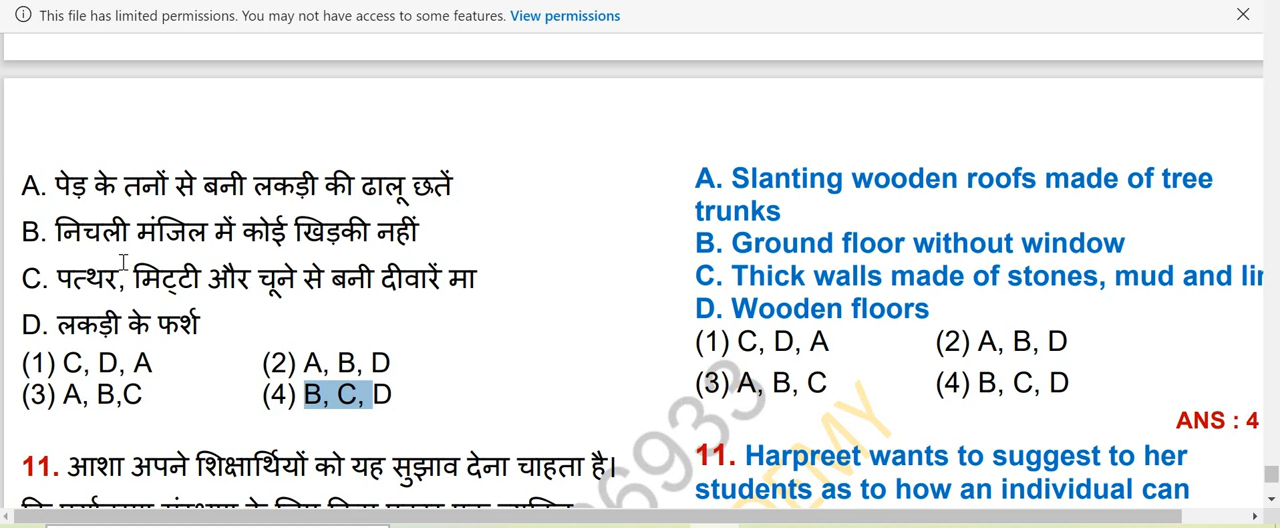 This file has limited permissions. You may not have access to some features. View permissions
A. पेड़ के तनों से बनी लकड़ी की ढालू छतें
B. निचली मंजिल में कोई खिड़की नहीं
C. पत्थर, मिट्टी और चूने से बनी दीवारें मा
D. लकड़ी के फर्श
(1) C, D, A (2) A, B, D
(3) A, B,C (4) B, C, D
11. आशा अपने शिक्षार्थियों को यह सुझाव देना चाहता है।
A. Slanting wooden roofs made of tree
trunks
B. Ground floor without window
C. Thick walls made of stones, mud and
D. Wooden floors
(1) C, D, A (2) A, B, D
(3) A, B, C (4) B, C, D
ANS : 4
11. Harpreet wants to suggest to her
students as to how an individual can
6933